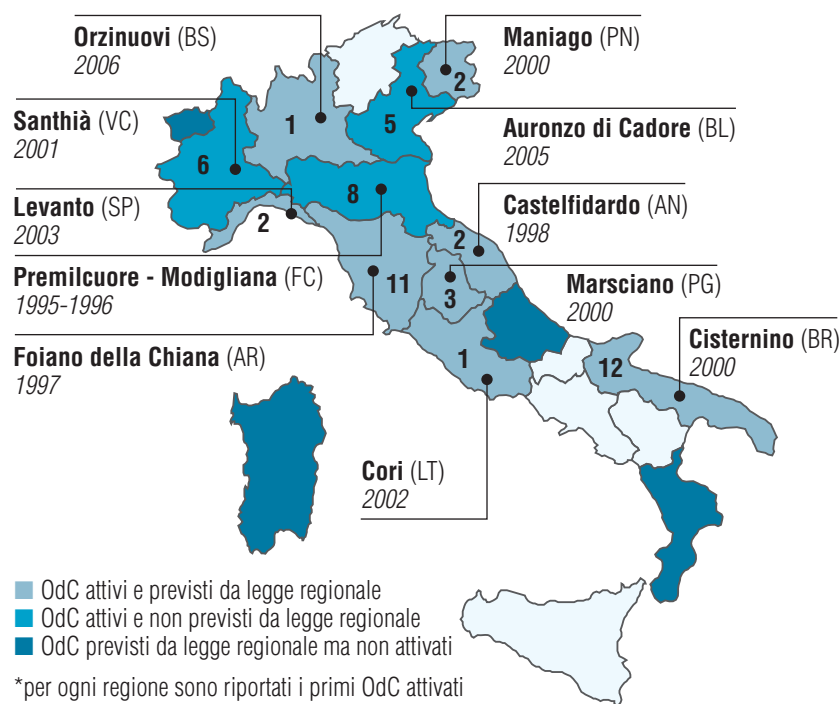 Orzinuovi (BS)
2006
Maniago (PN)
2000
Santhià (VC)
2001
Auronzo di Cadore (BL)
2005
Levanto (SP)
2003
Castelfidardo (AN)
1998
Premilcuore - Modigliana (FC)
1995-1996
Marsciano (PG)
2000
Foiano della Chiana (AR)
1997
Cisternino (BR)
2000
Cori (LT)
2002
2
1
5
6
8
2
2
11
3
1
12
OdC attivi e previsti da legge regionale
OdC attivi e non previsti da legge regionale
OdC previsti da legge regionale ma non attivati
*per ogni regione sono riportati i primi OdC attivati